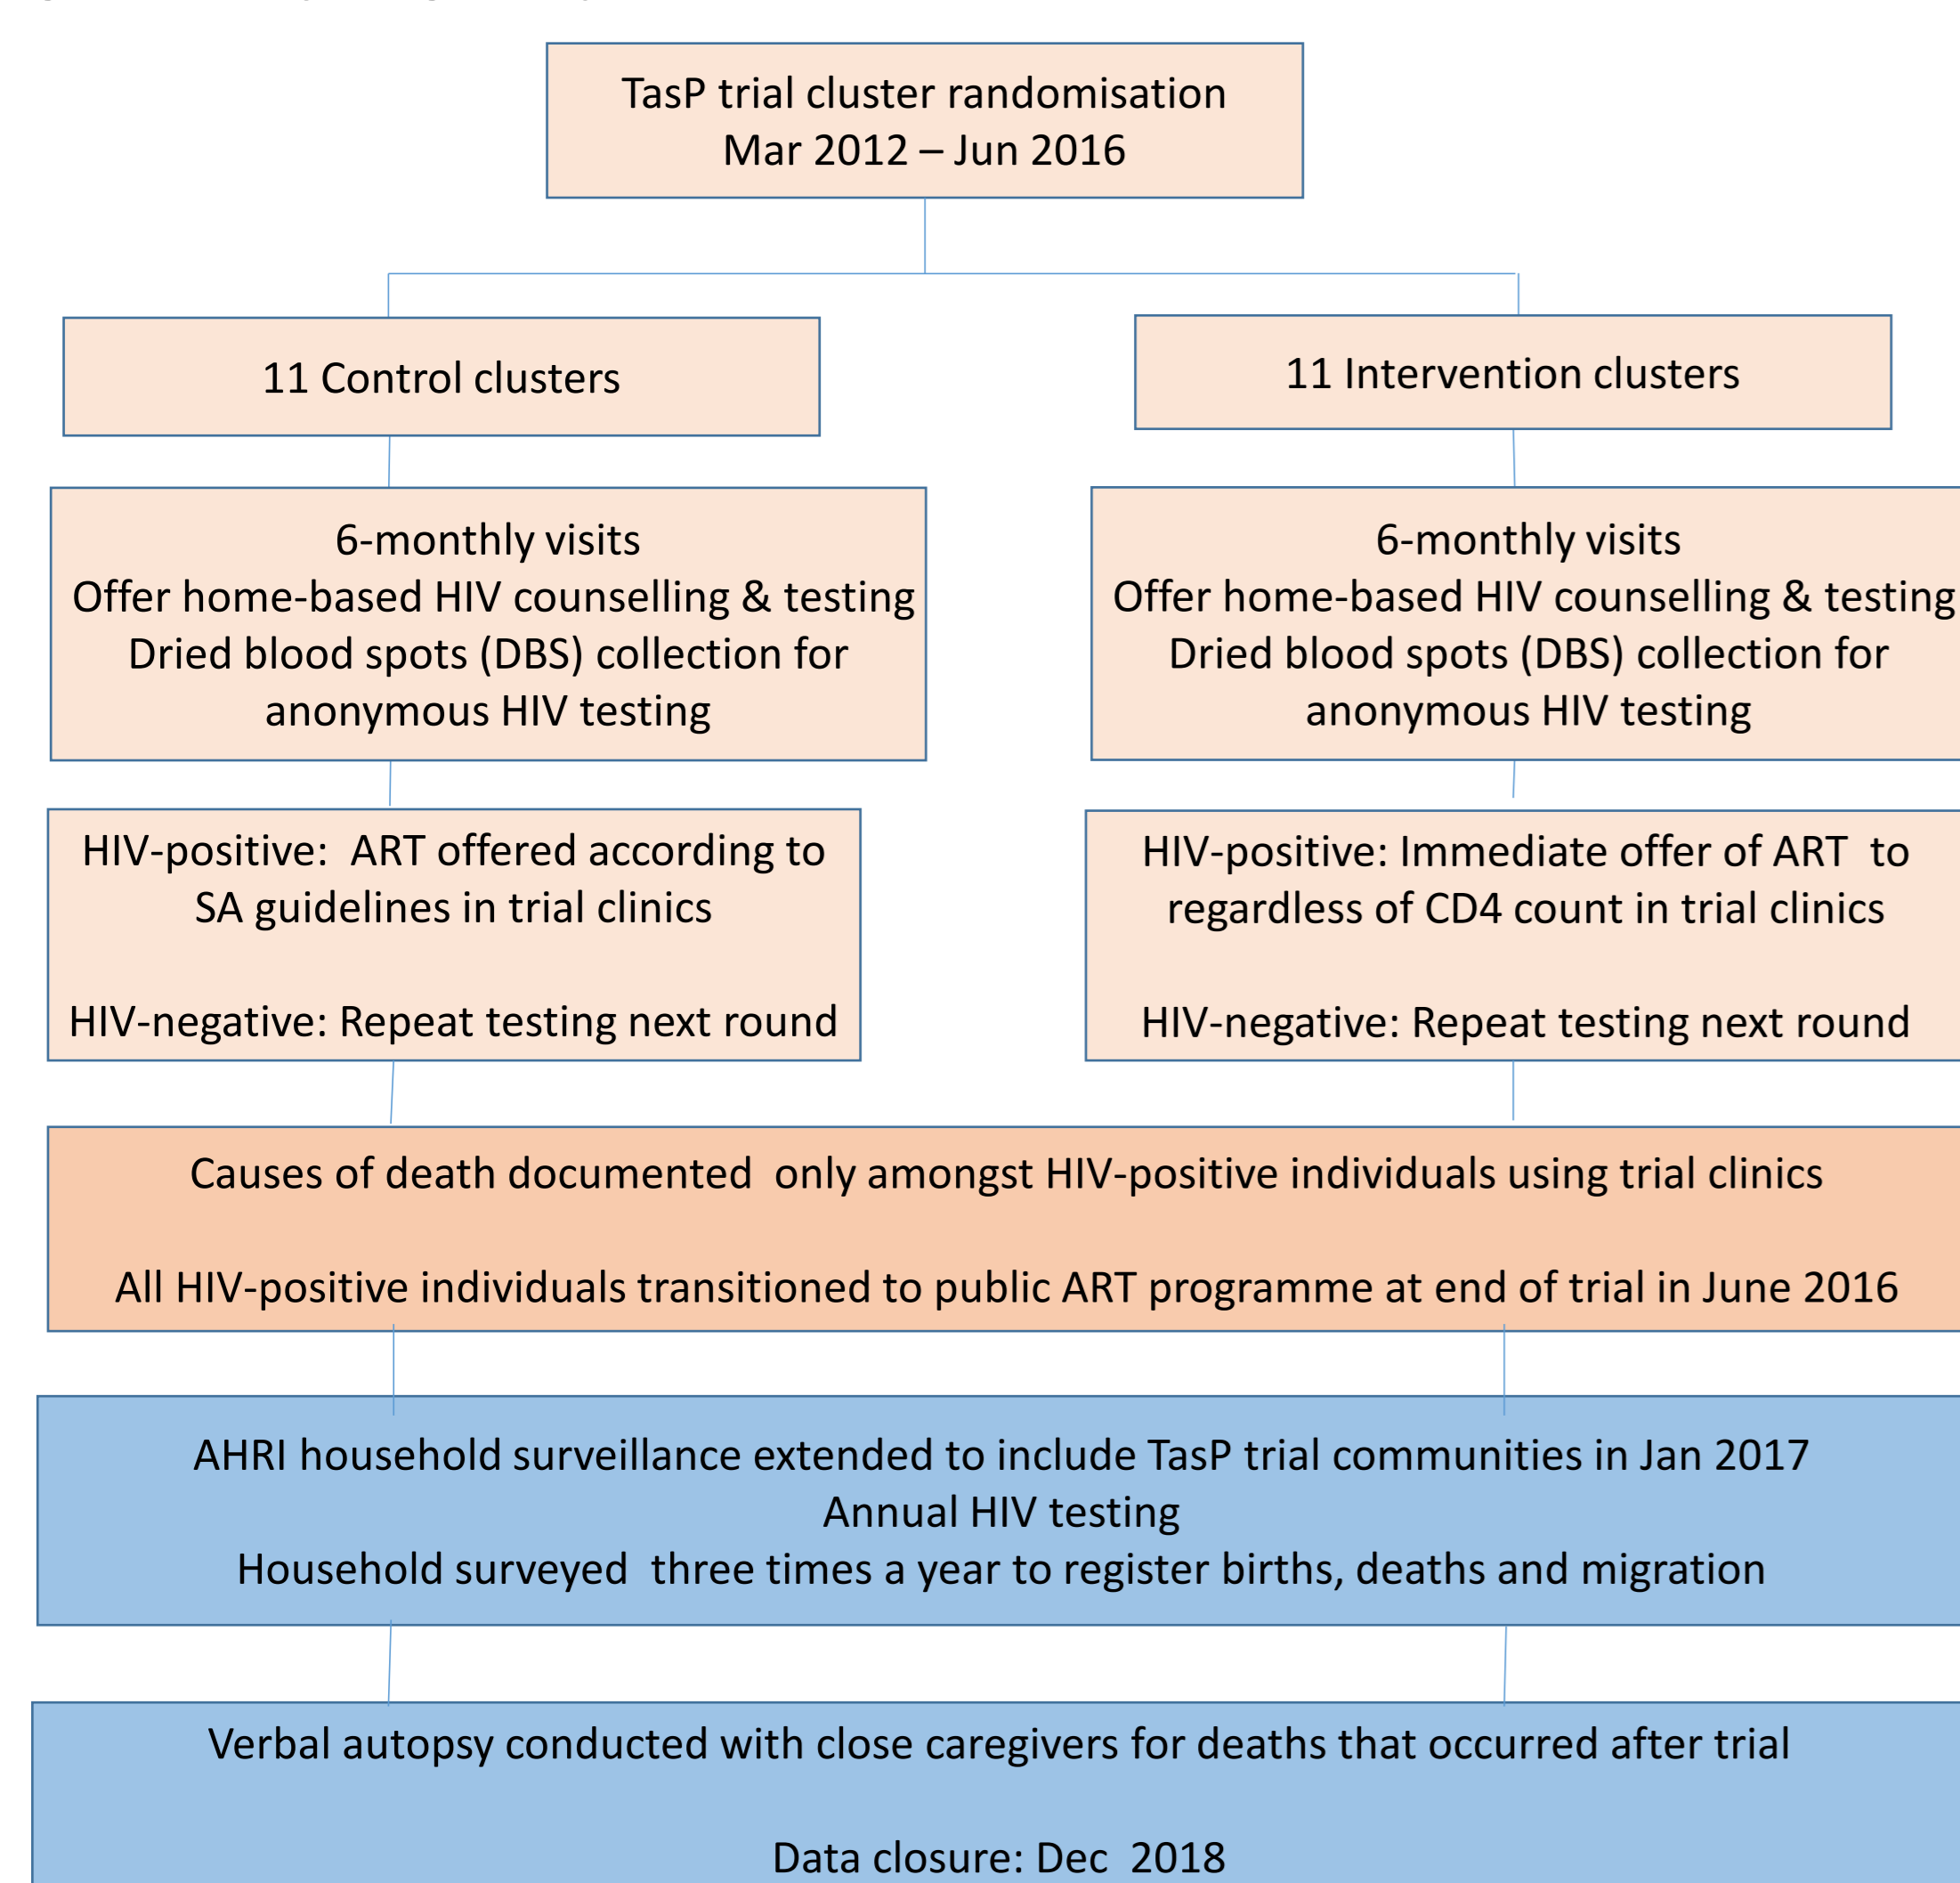 TasP trial cluster randomisation
Mar 2012 – Jun 2016
11 Control clusters
11 Intervention clusters
6-monthly visits
Offer home-based HIV counselling & testing
Dried blood spots (DBS) collection for
anonymous HIV testing
6-monthly visits
Offer home-based HIV counselling & testing
Dried blood spots (DBS) collection for
anonymous HIV testing
HIV-positive:  ART offered according to
SA guidelines in trial clinics
HIV-negative: Repeat testing next round
HIV-positive: Immediate offer of ART  to
regardless of CD4 count in trial clinics
HIV-negative: Repeat testing next round
Causes of death documented  only amongst HIV-positive individuals using trial clinics
All HIV-positive individuals transitioned to public ART programme at end of trial in June 2016
AHRI household surveillance extended to include TasP trial communities in Jan 2017
Annual HIV testing
Household surveyed  three times a year to register births, deaths and migration
Verbal autopsy conducted with close caregivers for deaths that occurred after trial
Data closure: Dec  2018